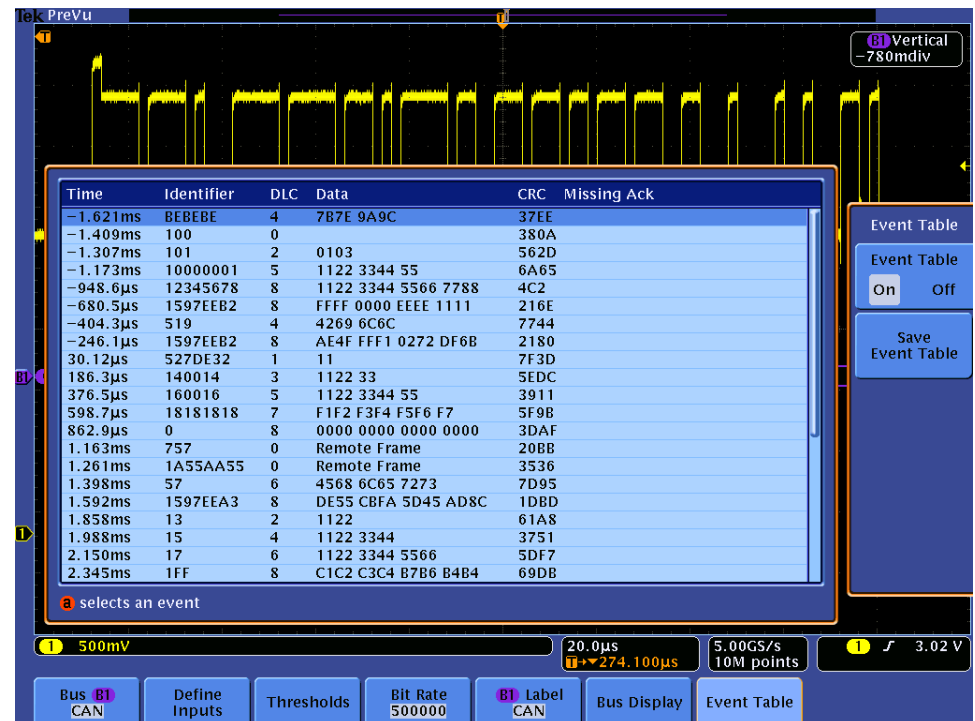 Tek PreVu
T
T
B1 Vertical
-780mdiv
Time Identifier DLC Data CRC Missing Ack
-1.621ms BEBEBE 4 7B7E 9A9C 37EE
-1.409ms 100 0 380A
-1.307ms 101 2 0103 562D
-1.173ms 10000001 5 1122 3344 55 6A65
-948.6µs 12345678 8 1122 3344 5566 7788 4C2
-680.5µs 1597EEB2 8 FFFF 0000 EEEE 1111 216E
-404.3µs 519 4 4269 6C6C 7744
-246.1µs 1597EEB2 8 AE4F FFF1 0272 DF6B 2180
30.12µs 527DE32 1 11 7F3D
186.3µs 140014 3 1122 33 5EDC
376.5µs 160016 5 1122 3344 55 3911
598.7µs 18181818 7 F1F2 F3F4 F5F6 F7 5F9B
862.9µs 0 8 0000 0000 0000 0000 3DAF
1.163ms 757 0 Remote Frame 20BB
1.261ms 1A55AA55 0 Remote Frame 3536
1.398ms 57 6 4568 6C65 7273 7D95
1.592ms 1597EEA3 8 DE55 CBFA 5D45 AD8C 1DBD
1.858ms 13 2 1122 61A8
1.988ms 15 4 1122 3344 3751
2.150ms 17 6 1122 3344 5566 5DF7
2.345ms 1FF 8 C1C2 C3C4 B7B6 B4B4 69DB
a selects an event
Event Table
Event Table
On Off
Save
Event Table
B1
1
1 500mV
20.0µs
T→▼274.100µs
5.00GS/s
10M points
1 ƒ 3.02 V
Bus B1
CAN
Define
Inputs
Thresholds
Bit Rate
500000
B1 Label
CAN
Bus Display
Event Table